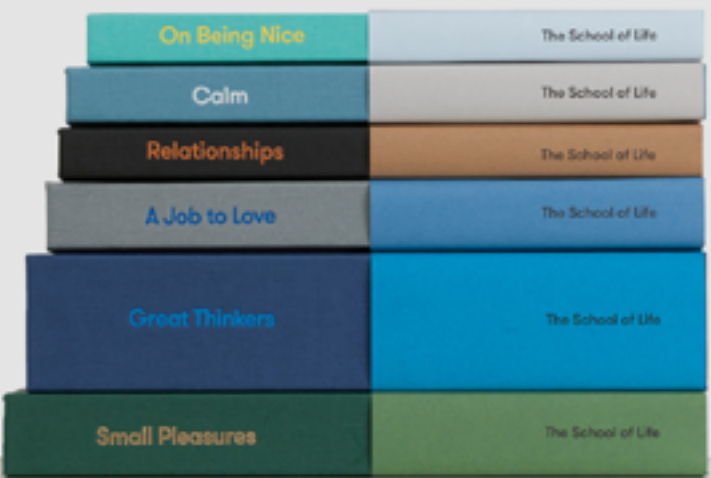 On Being Nice The School of Life
Calm The School of Life
Relationships The School of Life
A Job to Love The School of Life
Great Thinkers The School of Life
Small Pleasures The School of Life